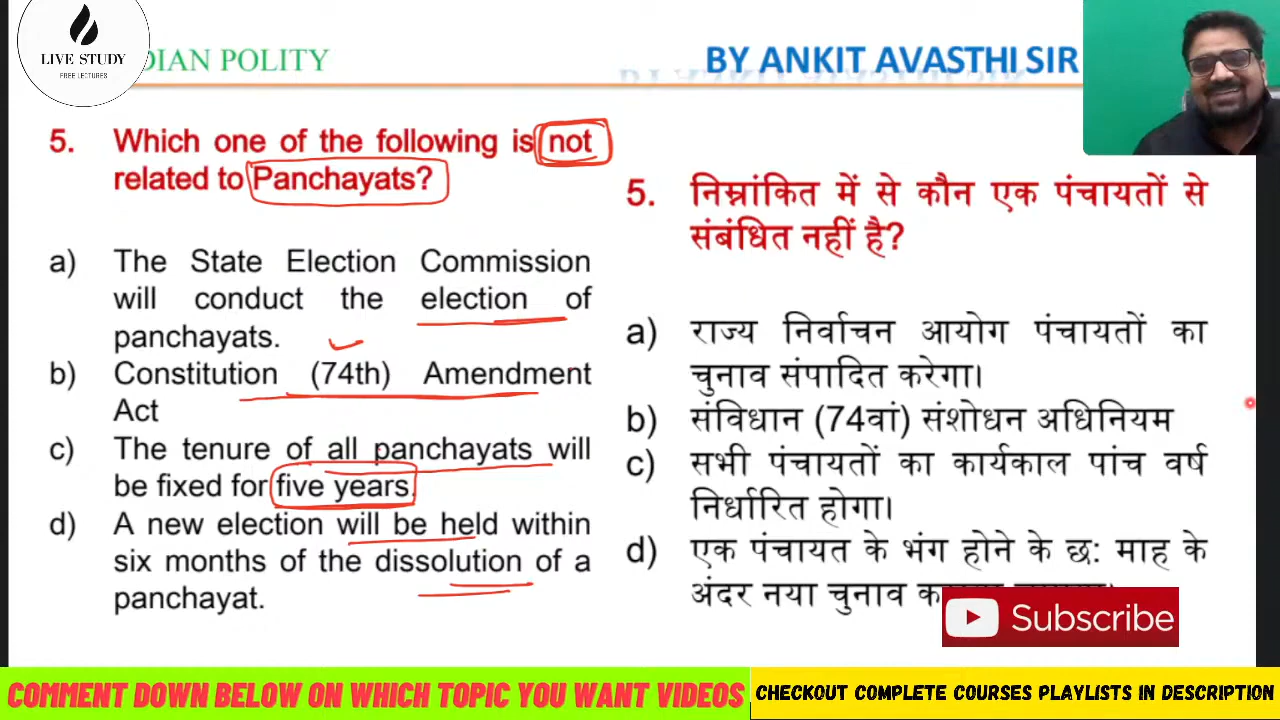 LIVE STUDY
FREE LECTURES
DIAN POLITY
BY ANKIT AVASTHI SIR
5. Which one of the following is not
related to Panchayats?
a) The State Election Commission
will conduct the election of
panchayats.
b) Constitution (74th) Amendment
Act
c) The tenure of all panchayats will
be fixed for five years.
d) A new election will be held within
six months of the dissolution of a
panchayat.
5. निम्नांकित में से कौन एक पंचायतों से
संबंधित नहीं है?
a) राज्य निर्वाचन आयोग पंचायतों का
चुनाव संपादित करेगा।
b) संविधान (74वां) संशोधन अधिनियम
c) सभी पंचायतों का कार्यकाल पांच वर्ष
निर्धारित होगा।
d) एक पंचायत के भंग होने के छ: माह के
अंदर नया चुनाव
Subscribe
COMMENT DOWN BELOW ON WHICH TOPIC YOU WANT VIDEOS
CHECKOUT COMPLETE COURSES PLAYLISTS IN DESCRIPTION